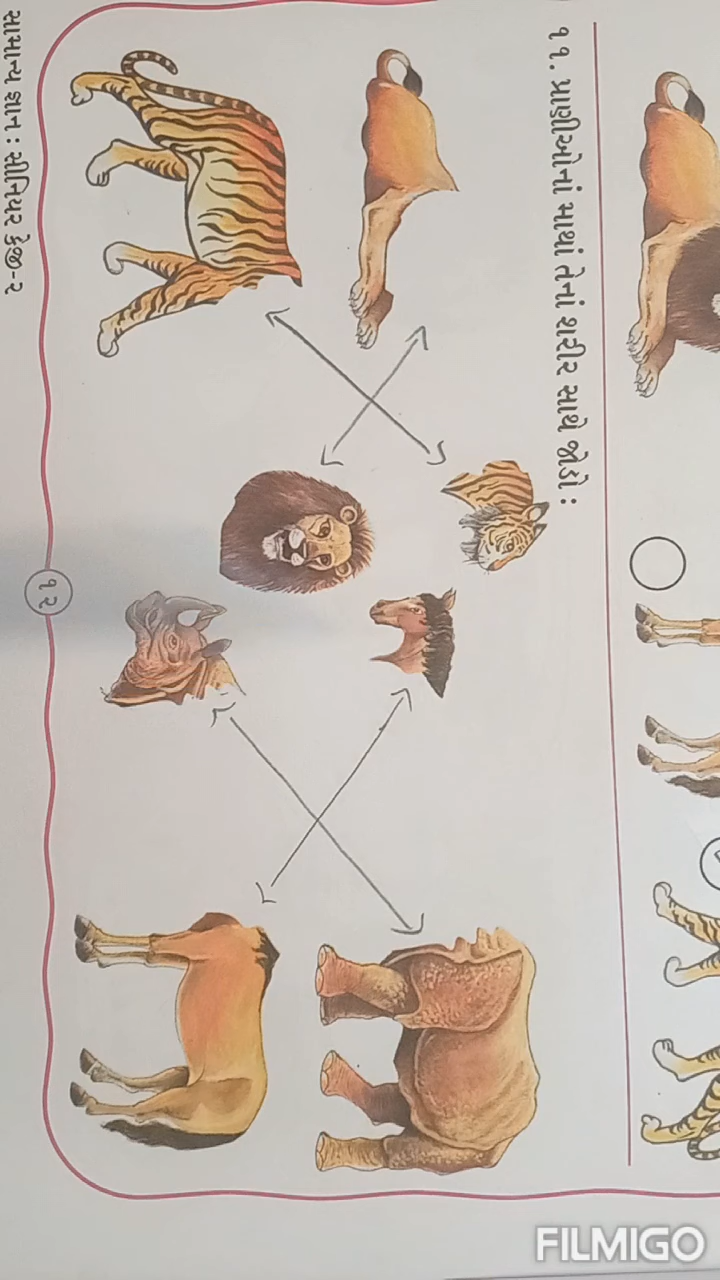 ૧૧. પ્રાણીઓનાં માથાં તેનાં શરીર સાથે જોડો :
૧૨
સામાન્ય જ્ઞાન : સીનિયર કેજી-૨
FILMIGO